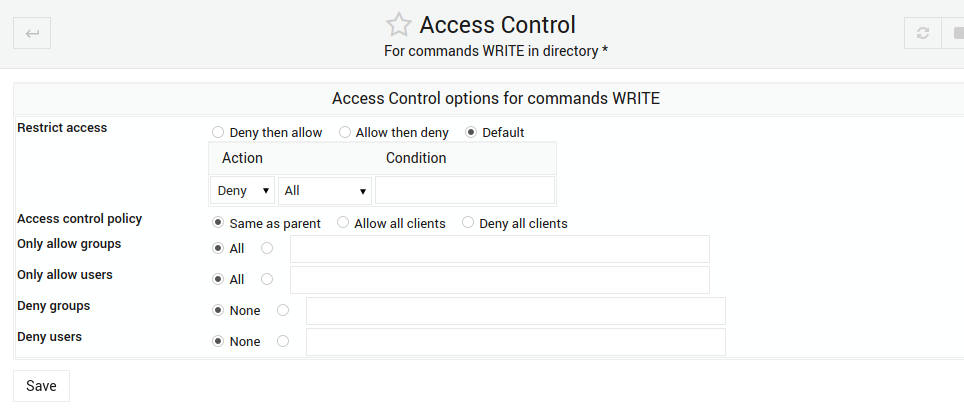 Access Control
For commands WRITE in directory *
Access Control options for commands WRITE
Restrict access Deny then allow Allow then deny Default
Action Condition
Deny All
Access control policy Same as parent Allow all clients Deny all clients
Only allow groups All
Only allow users All
Deny groups None
Deny users None
Save